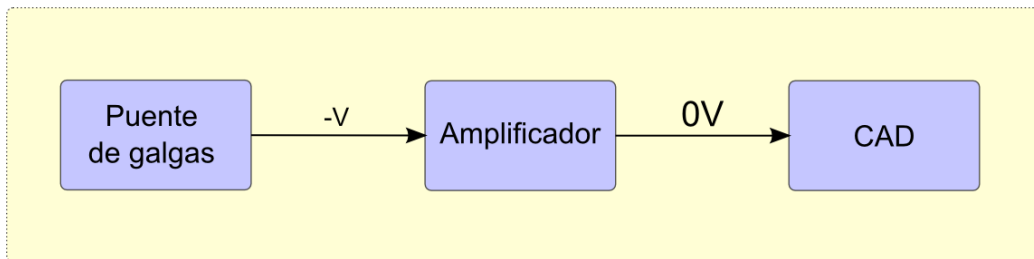 Puente
de galgas
-V
Amplificador
0V
CAD